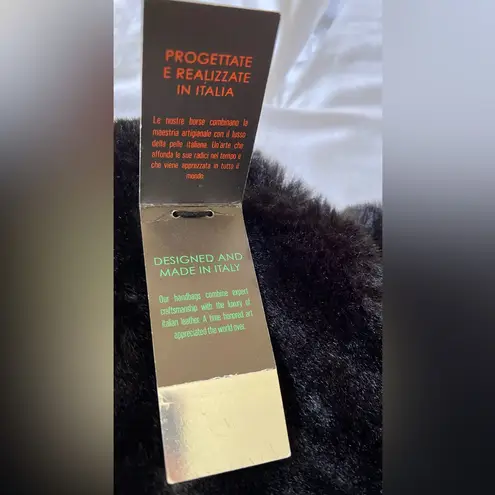 PROGETTATE
E REALIZZATE
IN ITALIA
Le nostre borse combinano la
maestria artigianale con il lusso
della pelle italiana. Un'arte che
affonda le sue radici nel tempo e
che viene apprezzata in tutto il
mondo.
DESIGNED AND
MADE IN ITALY
Our handbags combine expert
craftsmanship with the luxury of
Italian leather. A time honored art
appreciated the world over.